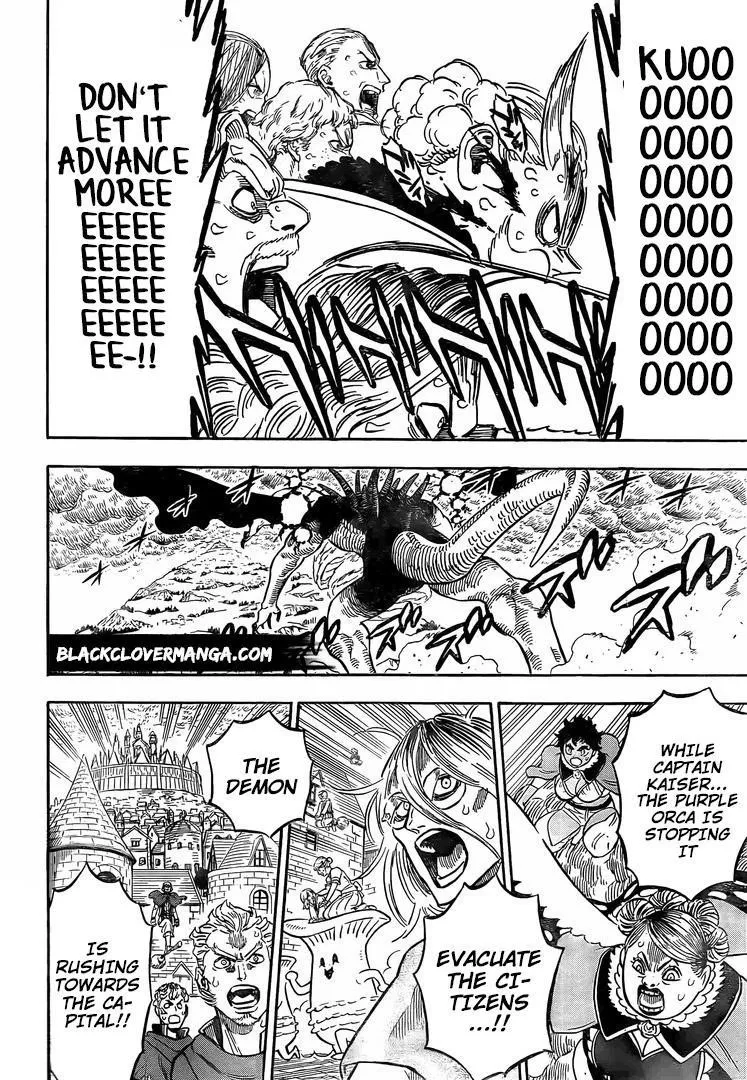 KUOO
OOOO
OOOO
OOOO
OOOO
OOOO
OOOO
OOOO
OOOO
DON'T
LET IT
ADVANCE
MOREE
EEEEE
EEEEE
EEEEE
EEEEE
EE-!!
BLACKCLOVERMANGA.COM
WHILE
CAPTAIN
KAISER...
THE PURPLE
ORCA IS
STOPPING
IT
EVACUATE
THE CI-
TIZENS
...!!
THE
DEMON
IS
RUSHING
TOWARDS
THE CA-
PITAL!!